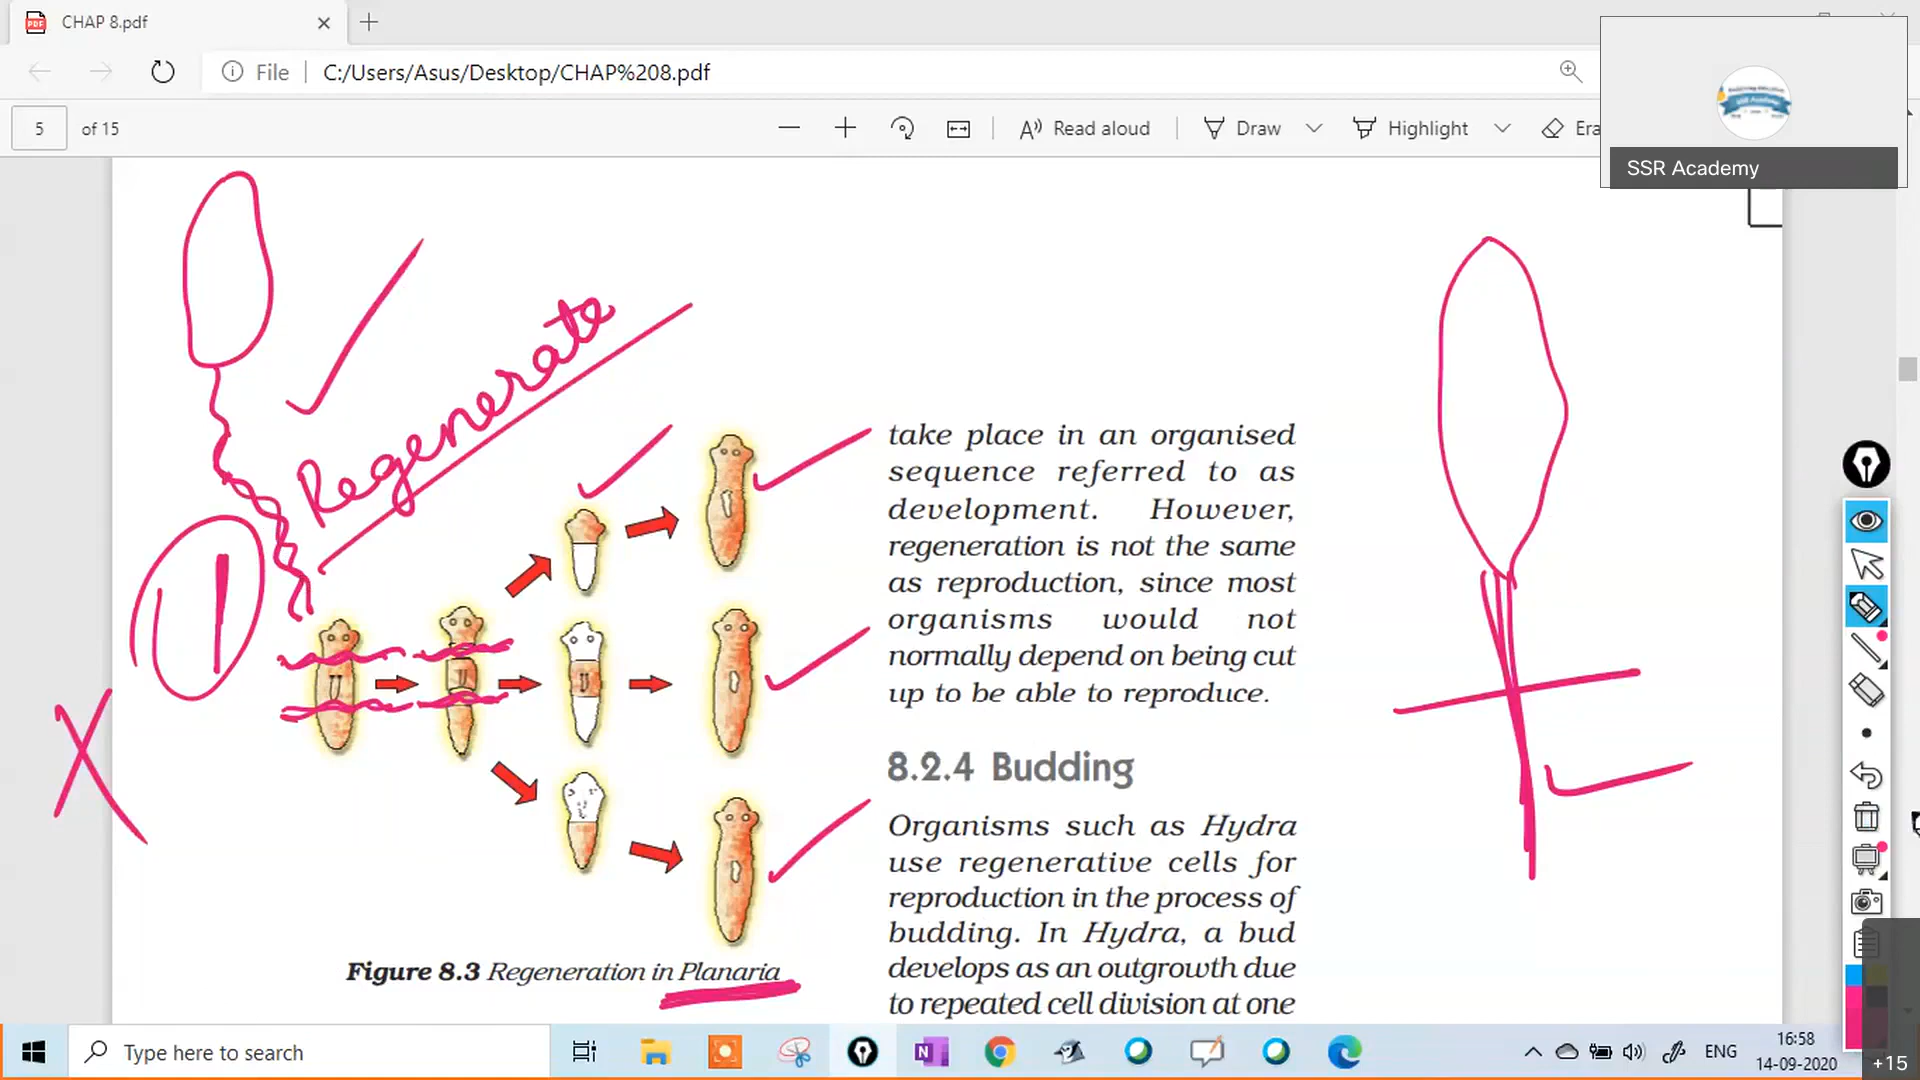 CHAP 8.pdf
File
C:/Users/Asus/Desktop/CHAP%208.pdf
5
of 15
Read aloud
Draw
Highlight
Era
SSR Academy
Regenerate
take place in an organised
sequence referred to as
development. However,
regeneration is not the same
as reproduction, since most
organisms would not
normally depend on being cut
up to be able to reproduce.
8.2.4 Budding
Organisms such as Hydra
use regenerative cells for
reproduction in the process of
budding. In Hydra, a bud
develops as an outgrowth due
to repeated cell division at one
Figure 8.3 Regeneration in Planaria
Type here to search
ENG
16:58
14-09-2020
+15